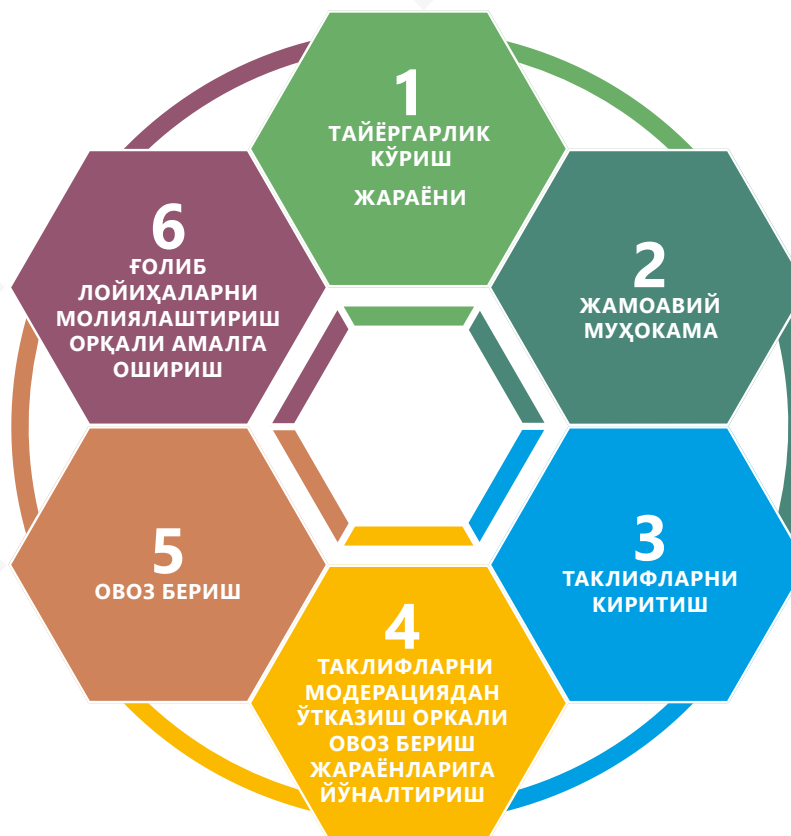 1
ТАЙЁРГАРЛИК
КЎРИШ
ЖАРАЁНИ
2
ЖАМОАВИЙ
МУҲОКАМА
3
ТАКЛИФЛАРНИ
КИРИТИШ
4
ТАКЛИФЛАРНИ
МОДЕРАЦИЯДАН
ЎТКАЗИШ ОРКАЛИ
ОВОЗ БЕРИШ
ЖАРАЁНЛАРИГА
ЙЎНАЛТИРИШ
5
ОВОЗ БЕРИШ
6
ҒОЛИБ
ЛОЙИҲАЛАРНИ
МОЛИЯЛАШТИРИШ
ОРҚАЛИ АМАЛГА
ОШИРИШ